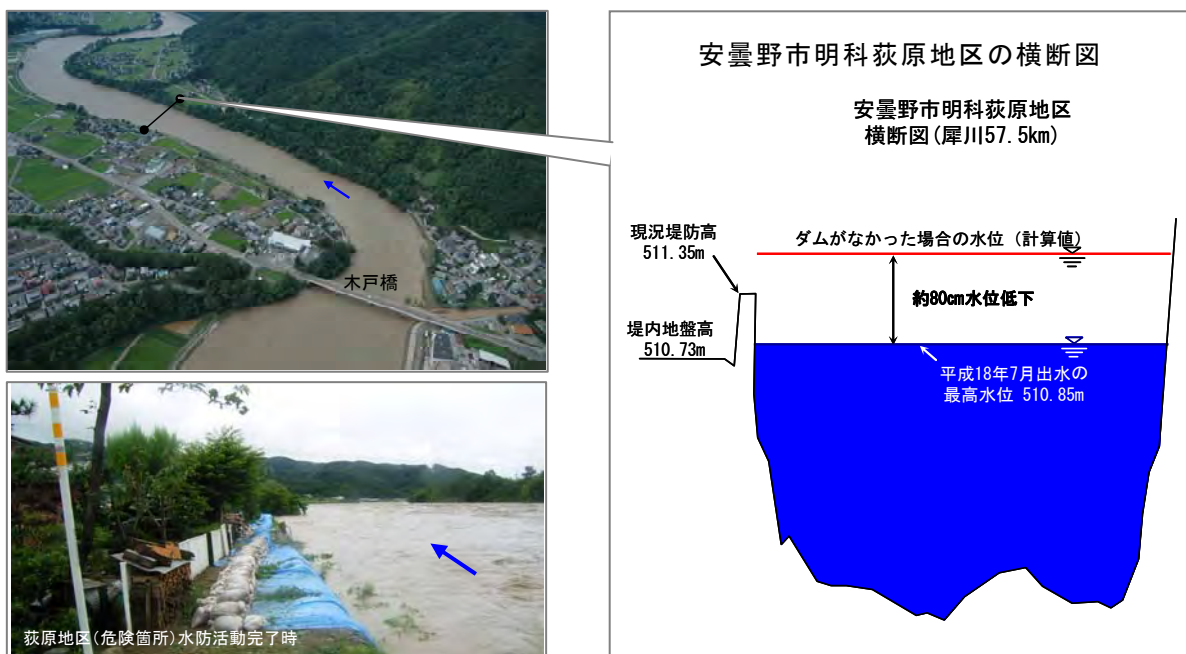 木戸橋
荻原地区(危険箇所)水防活動完了時
安曇野市明科荻原地区の横断図
安曇野市明科荻原地区
横断図(犀川57.5km)
現況堤防高
511.35m
ダムがなかった場合の水位(計算値)
約80cm水位低下
堤内地盤高
510.73m
平成18年7月出水の
最高水位 510.85m